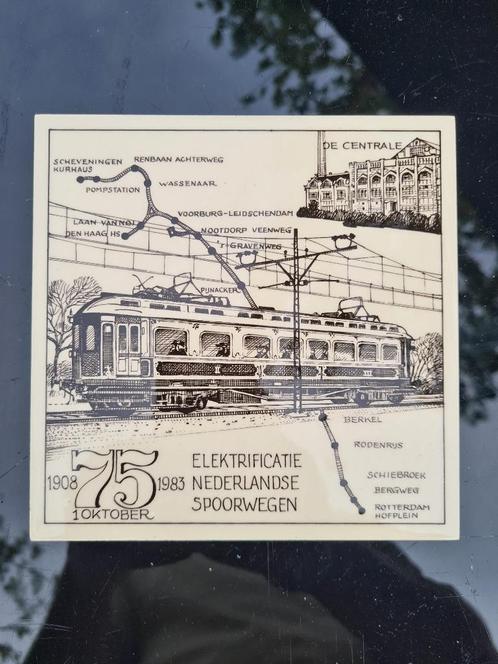 DE CENTRALE
SCHEVENINGEN
KURHAUS
RENBAAN ACHTERWEG
POMPSTATION
WASSENAAR
LAAN VAN NOI
DEN HAAG HS
VOORBURG-LEIDSCHENDAM
NOOTDORP VEENWEG
'S GRAVENWEG
PIJNACKER
BERKEL
RODENRIJS
SCHIEBROEK
BERGWEG
ROTTERDAM
HOFPLEIN
1908 75 1983
1 OKTOBER
ELEKTRIFICATIE
NEDERLANDSE
SPOORWEGEN